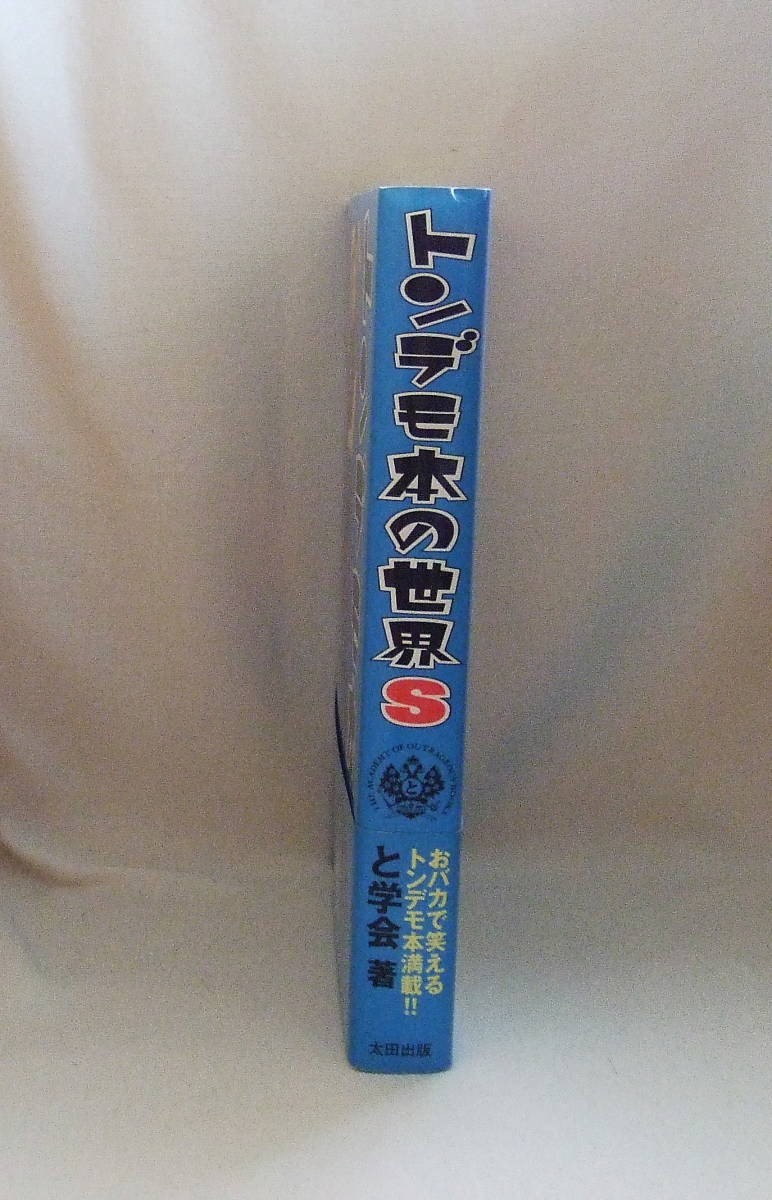 トンデモ本の世界S
THE ACADEMY OF OUTRAGEOUS BOOKS
と
おバカで笑える
トンデモ本満載!!
と学会 著
太田出版